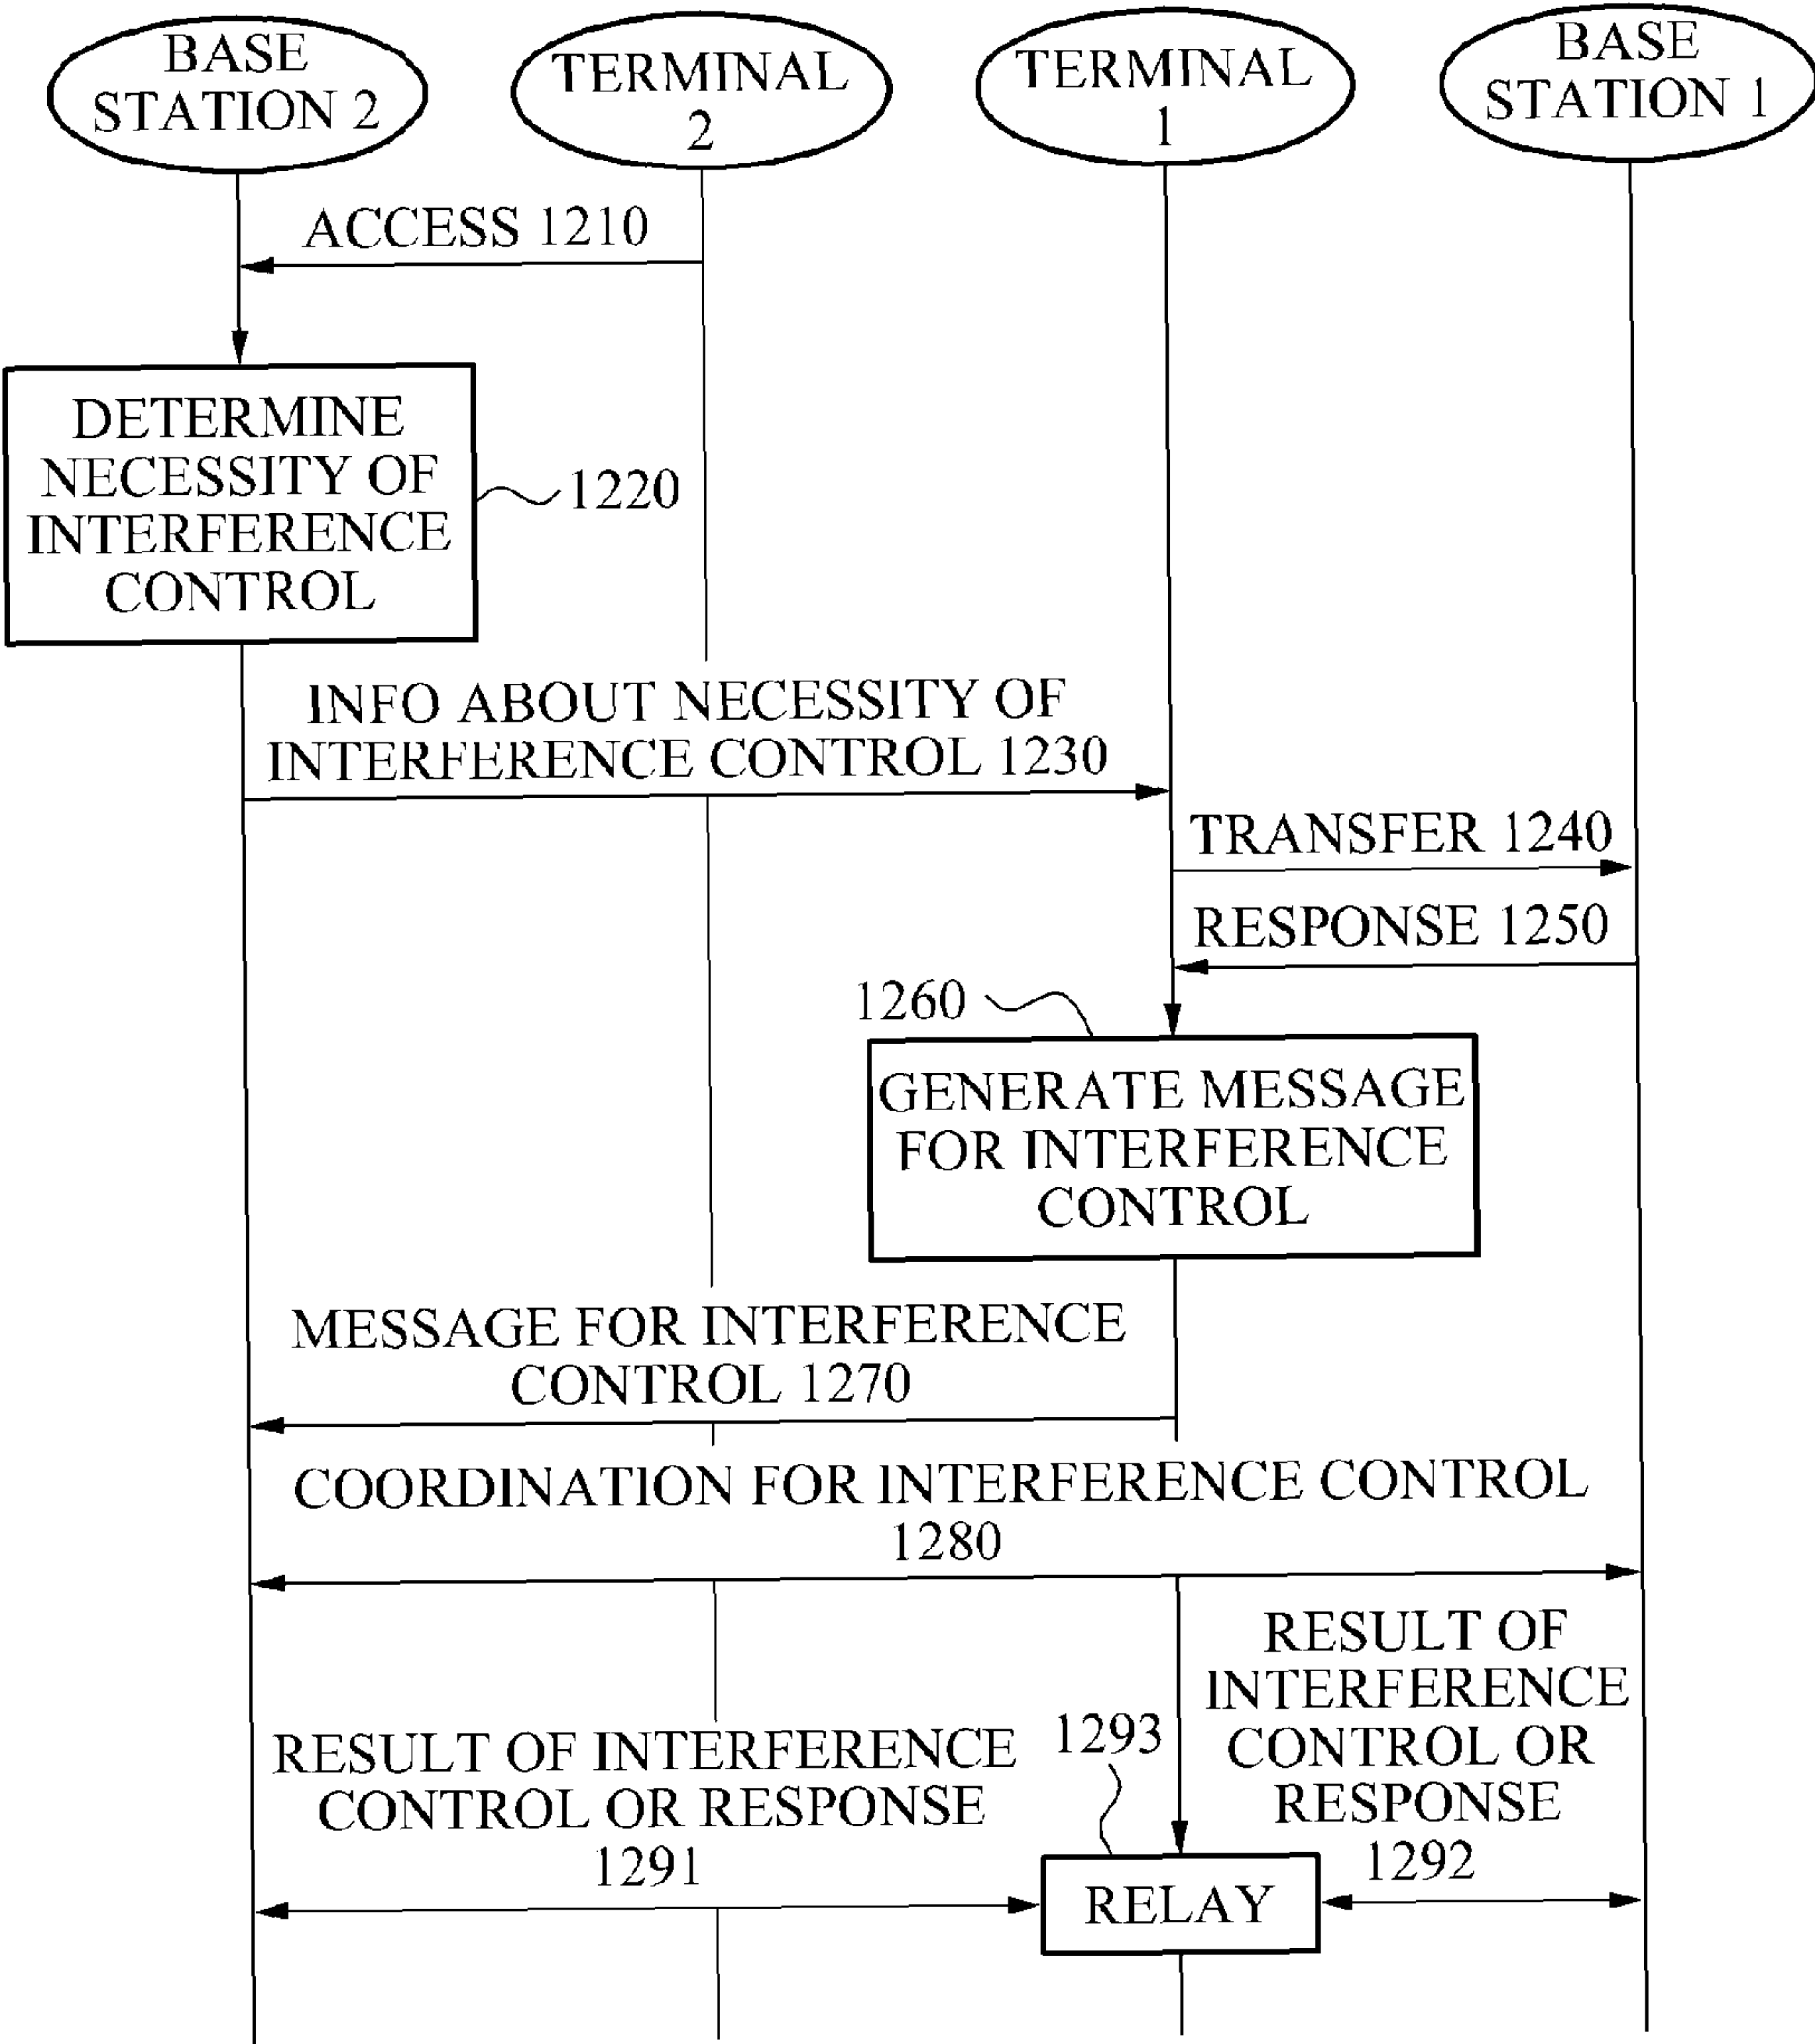 BASE
STATION 2
TERMINAL
2
TERMINAL
1
BASE
STATION 1
ACCESS 1210
DETERMINE
NECESSITY OF
INTERFERENCE
CONTROL
1220
INFO ABOUT NECESSITY OF
INTERFERENCE CONTROL 1230
TRANSFER 1240
RESPONSE 1250
1260
GENERATE MESSAGE
FOR INTERFERENCE
CONTROL
MESSAGE FOR INTERFERENCE
CONTROL 1270
COORDINATION FOR INTERFERENCE CONTROL
1280
RESULT OF INTERFERENCE
CONTROL OR RESPONSE
1291
1293
RELAY
RESULT OF
INTERFERENCE
CONTROL OR
RESPONSE
1292